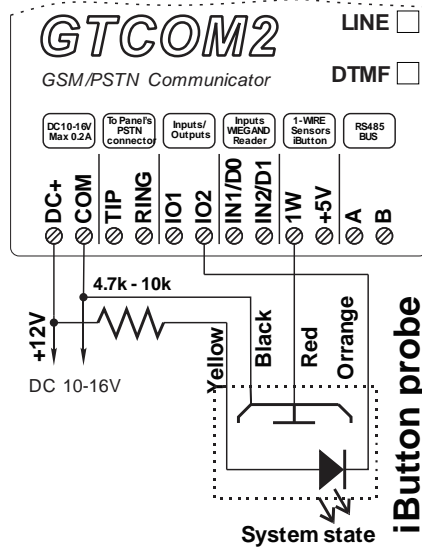 GTCOM2
GSM/PSTN Communicator
LINE
DTMF
DC10-16V
Max 0.2A
To Panel's
PSTN
connector
Inputs/
Outputs
Inputs
WIEGAND
Reader
1-WIRE
Sensors
iButton
RS485
BUS
DC+
COM
TIP
RING
IO1
IO2
IN1/D0
IN2/D1
1W
+5V
A
B
4.7k - 10k
+12V
DC 10-16V
Yellow
Black
Red
Orrange
iButton probe
System state